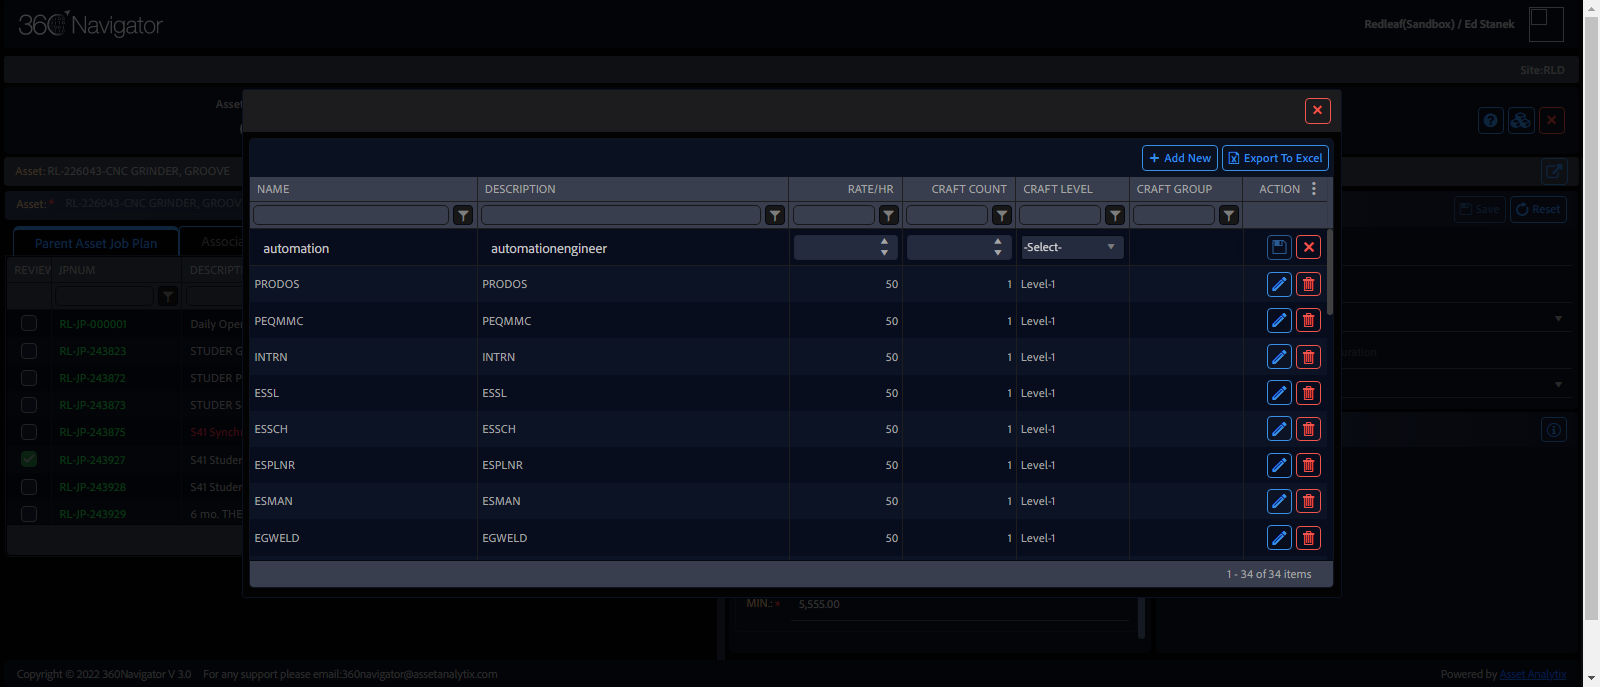 360 Navigator
Redleaf(Sandbox) / Ed Stanek
Site:RLD
Asset
Add New
Export To Excel
Asset: RL-226043-CNC GRINDER, GROOVE
NAME DESCRIPTION RATE/HR CRAFT COUNT CRAFT LEVEL CRAFT GROUP ACTION
Asset:* RL-226043-CNC GRINDER, GROOV
Save Reset
Parent Asset Job Plan Associa
automation automationengineer -Select-
REVIEW JPNUM DESCRIPT
PRODOS PRODOS 50 1 Level-1
PEQMMC PEQMMC 50 1 Level-1
RL-JP-000001 Daily Ope
INTRN INTRN 50 1 Level-1
RL-JP-243823 STUDER G
uration
RL-JP-243872 STUDER P
ESSL ESSL 50 1 Level-1
RL-JP-243873 STUDER S
ESSCH ESSCH 50 1 Level-1
RL-JP-243875 S41 Synch
RL-JP-243927 S41 Stude
ESPLNR ESPLNR 50 1 Level-1
RL-JP-243928 S41 Stude
ESMAN ESMAN 50 1 Level-1
RL-JP-243929 6 mo. THE
EGWELD EGWELD 50 1 Level-1
1 - 34 of 34 items
MIN.:* 5,555.00
Copyright © 2022 360Navigator V 3.0 For any support please email:360navigator@assetanalytix.com
Powered by Asset Analytix